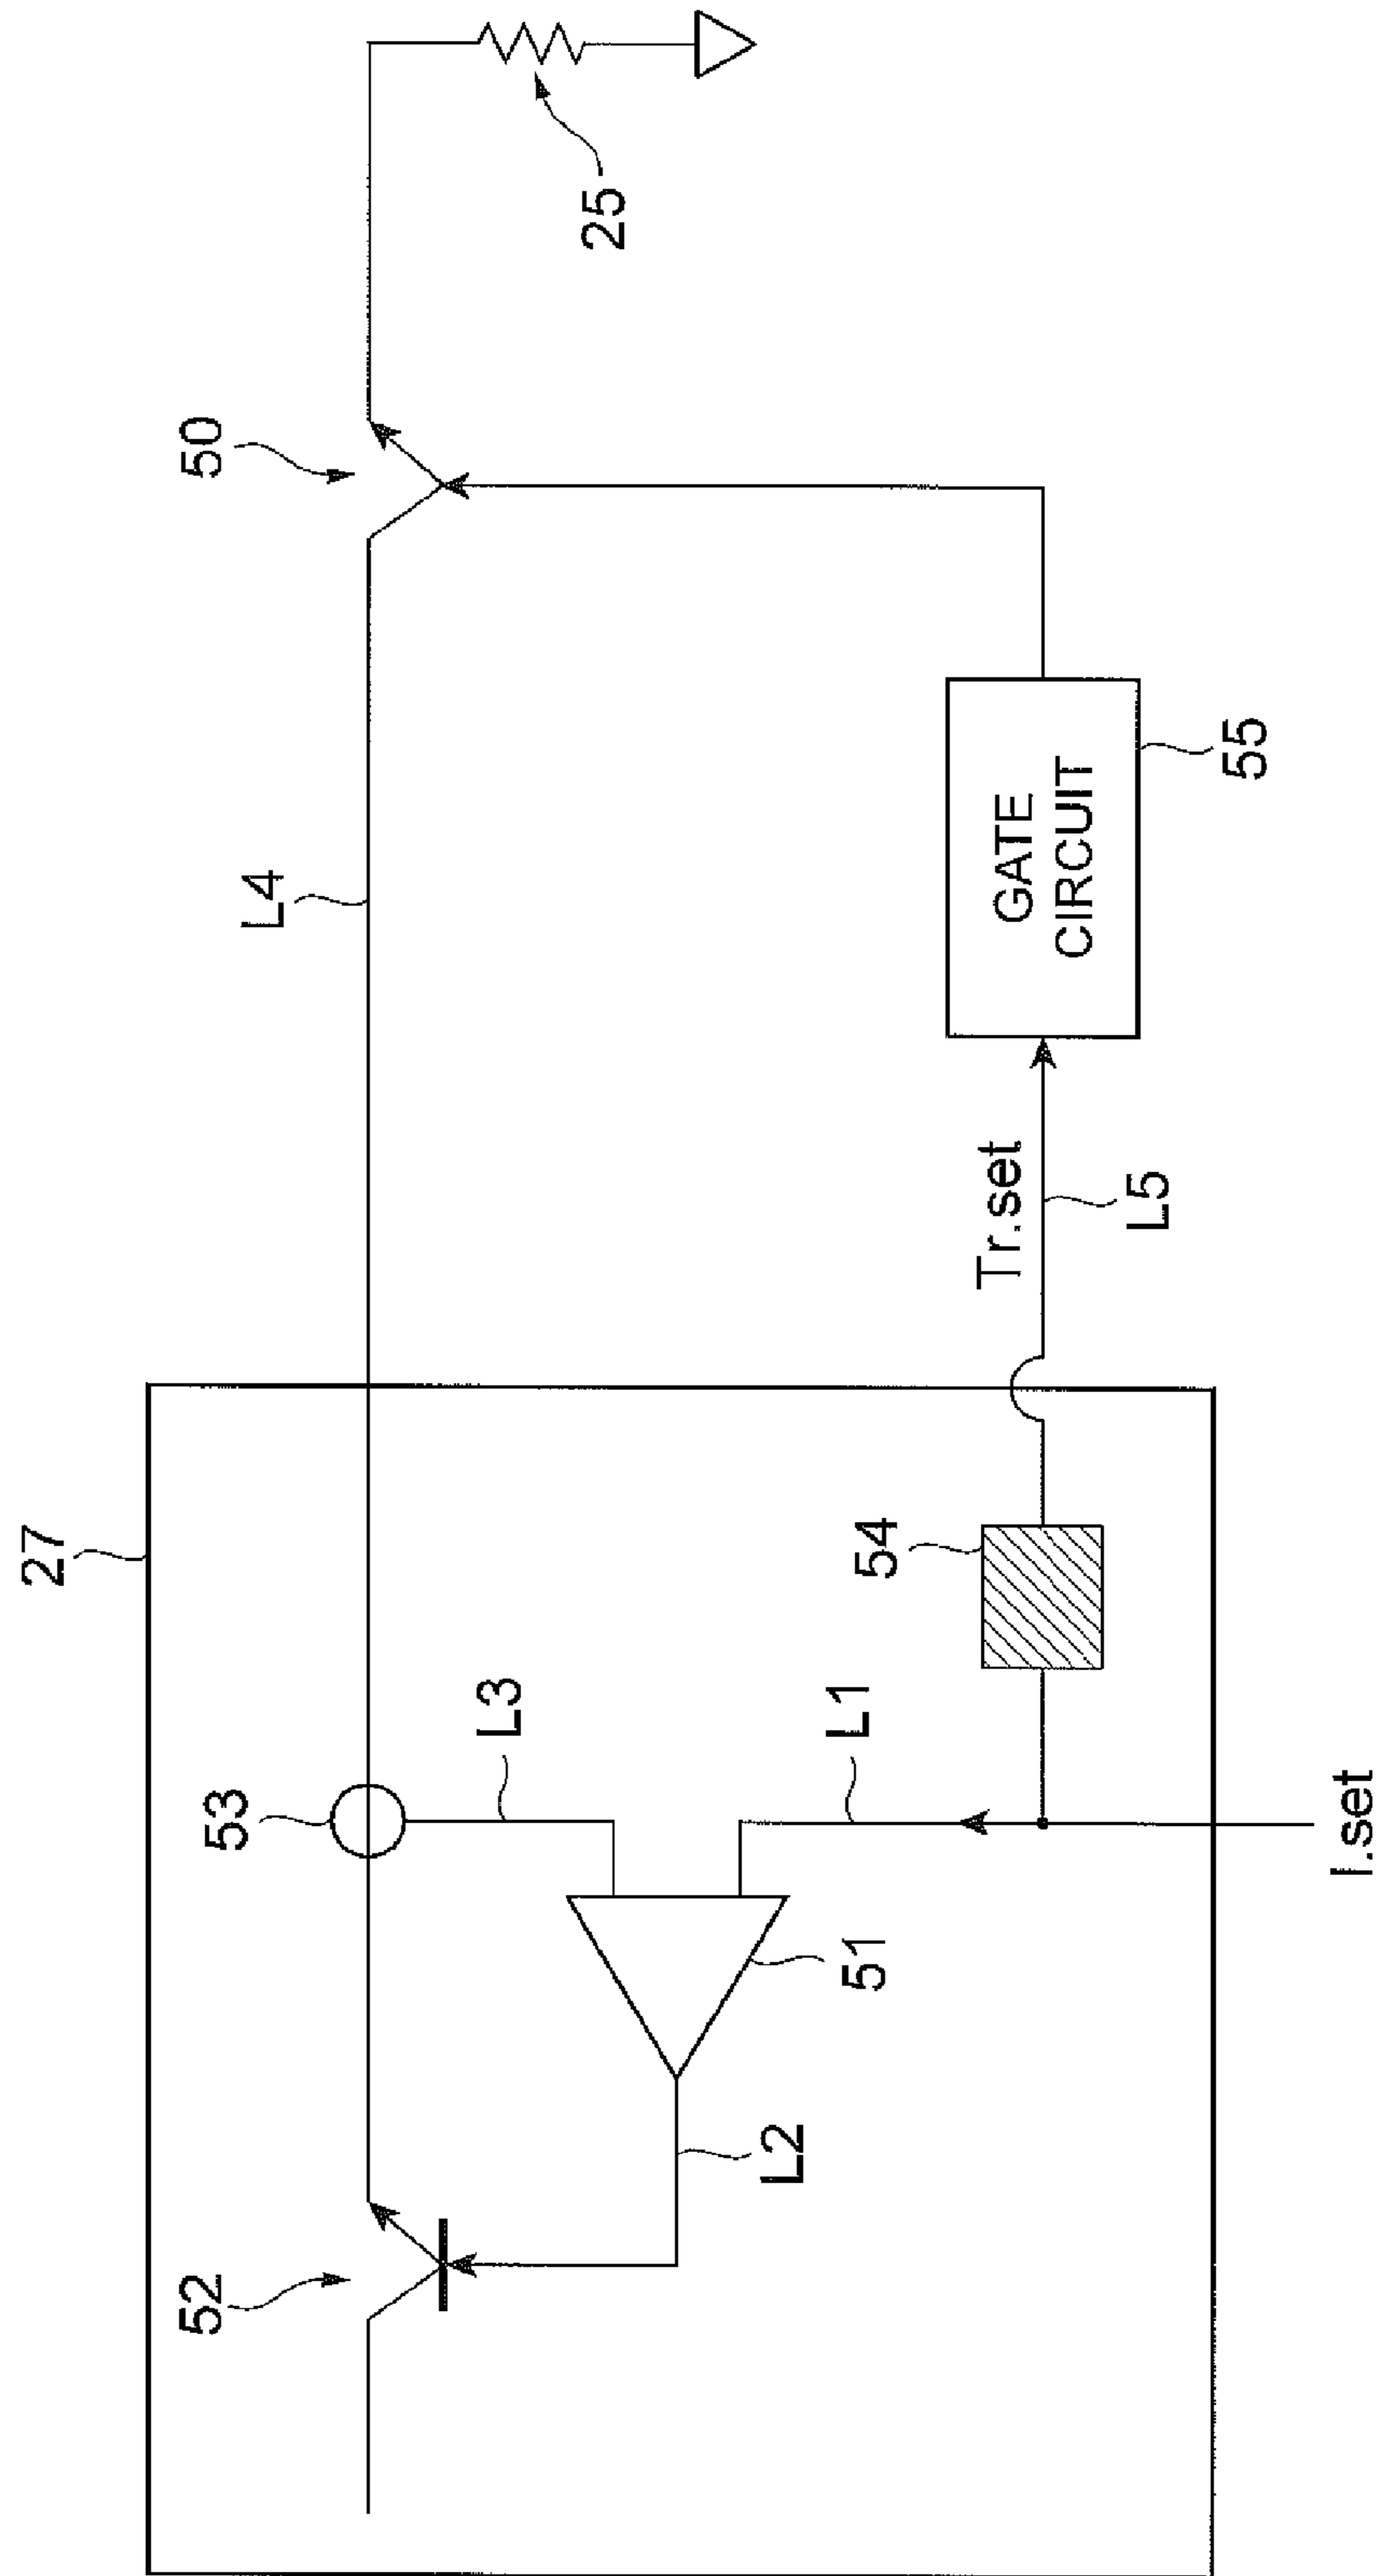 27
52
53
L4
50
25
L3
L2
51
L1
54
Tr.set
L5
GATE
CIRCUIT
55
I.set